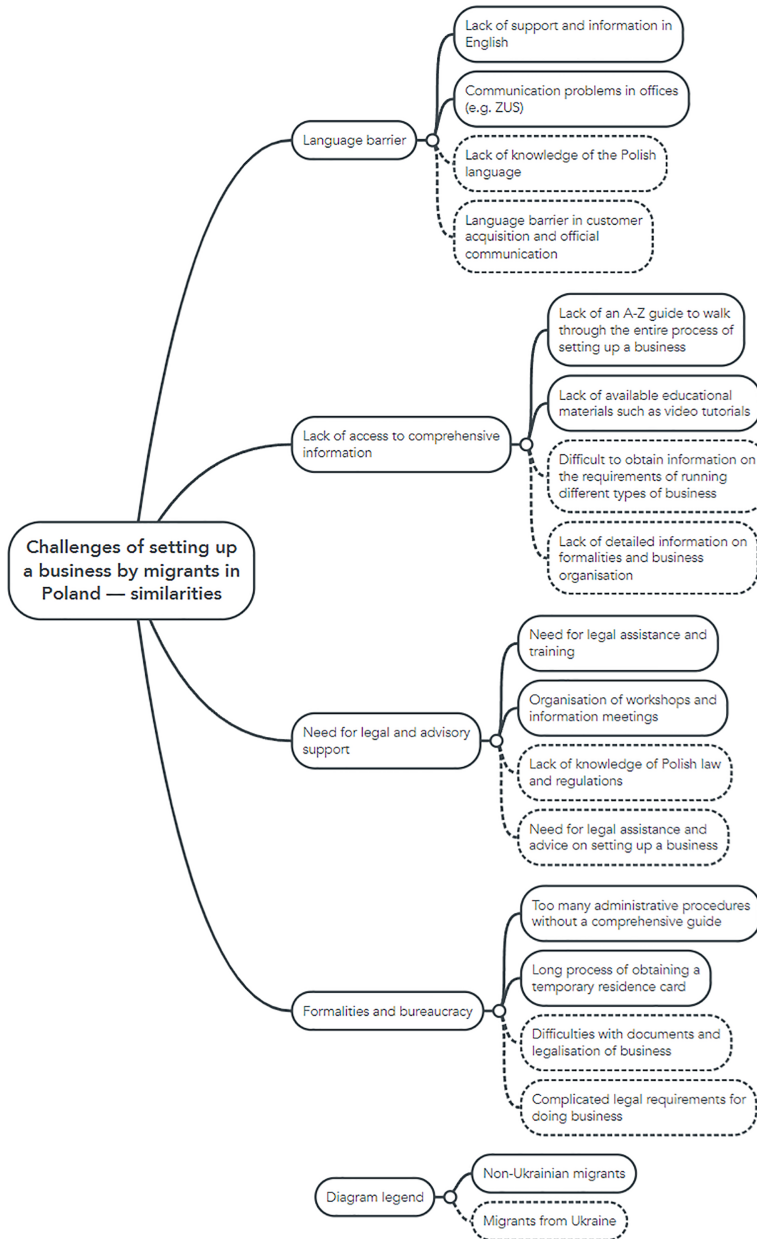 Lack of support and information in
English
Communication problems in offices
(e.g. ZUS)
Language barrier
Lack of knowledge of the Polish
language
Language barrier in customer
acquisition and official
communication
Lack of an A-Z guide to walk
through the entire process of
setting up a business
Lack of available educational
materials such as video tutorials
Lack of access to comprehensive
information
Difficult to obtain information on
the requirements of running
different types of business
Lack of detailed information on
formalities and business
organisation
Challenges of setting up
a business by migrants in
Poland — similarities
Need for legal assistance and
training
Organisation of workshops and
information meetings
Need for legal and advisory
support
Lack of knowledge of Polish law
and regulations
Need for legal assistance and
advice on setting up a business
Too many administrative procedures
without a comprehensive guide
Long process of obtaining a
temporary residence card
Formalities and bureaucracy
Difficulties with documents and
legalisation of business
Complicated legal requirements for
doing business
Non-Ukrainian migrants
Diagram legend
Migrants from Ukraine